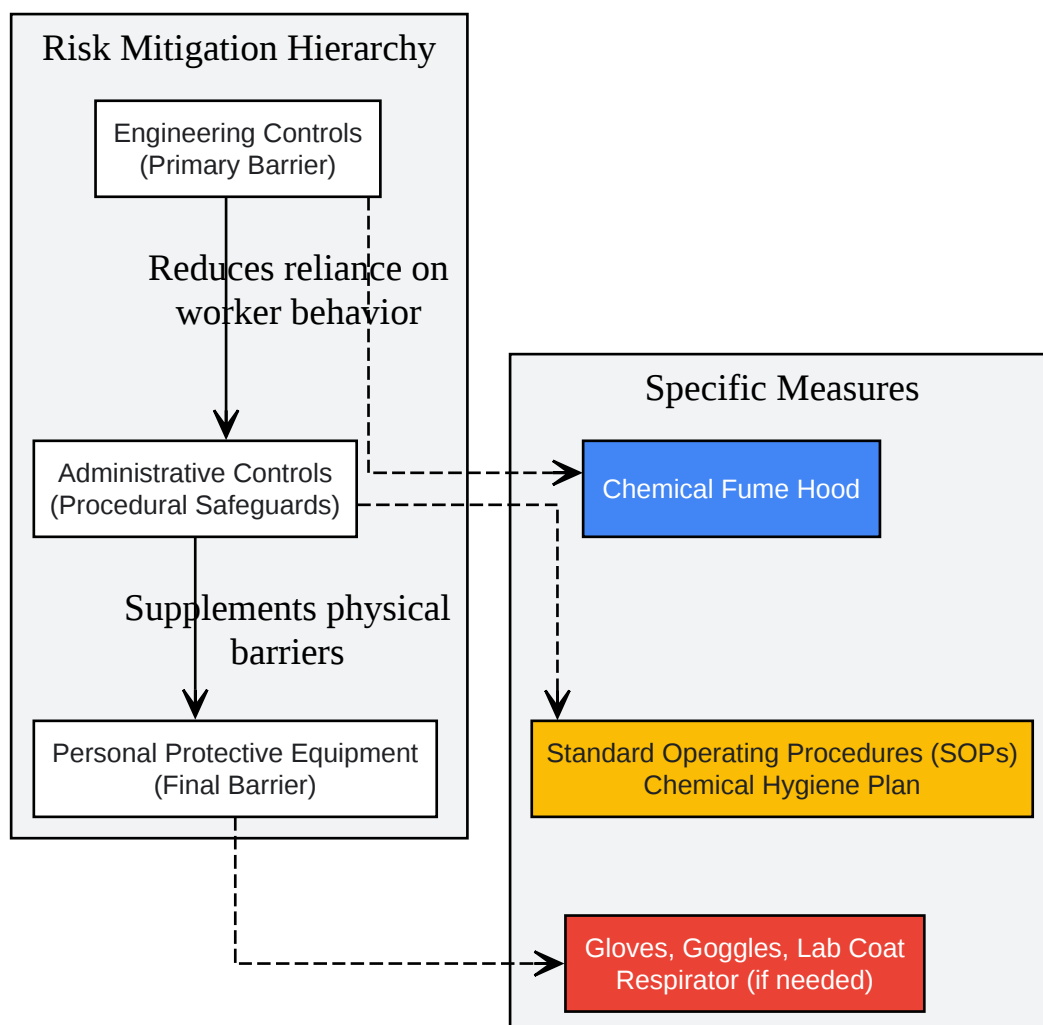 Risk Mitigation Hierarchy
Engineering Controls
(Primary Barrier)
Reduces reliance on
worker behavior
Administrative Controls
(Procedural Safeguards)
Supplements physical
barriers
Personal Protective Equipment
(Final Barrier)
Specific Measures
Chemical Fume Hood
Standard Operating Procedures (SOPs)
Chemical Hygiene Plan
Gloves, Goggles, Lab Coat
Respirator (if needed)